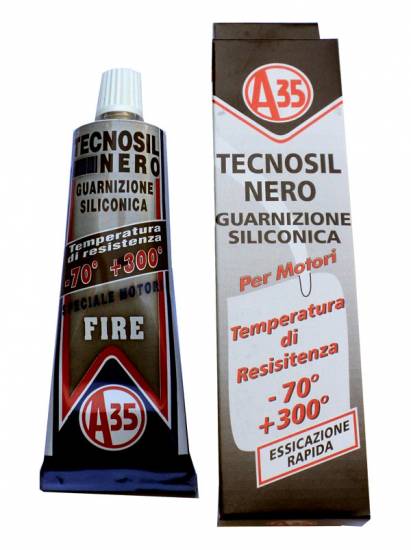 TECNOSIL
NERO
GUARNIZIONE
SILICONICA
Temperatura
di resistenza
-70° +300°
SPECIALE MOTORI
FIRE
A35
A35
TECNOSIL
NERO
GUARNIZIONE
SILICONICA
Per Motori
Temperatura
di
Resisitenza
- 70°
+300°
ESSICAZIONE
RAPIDA